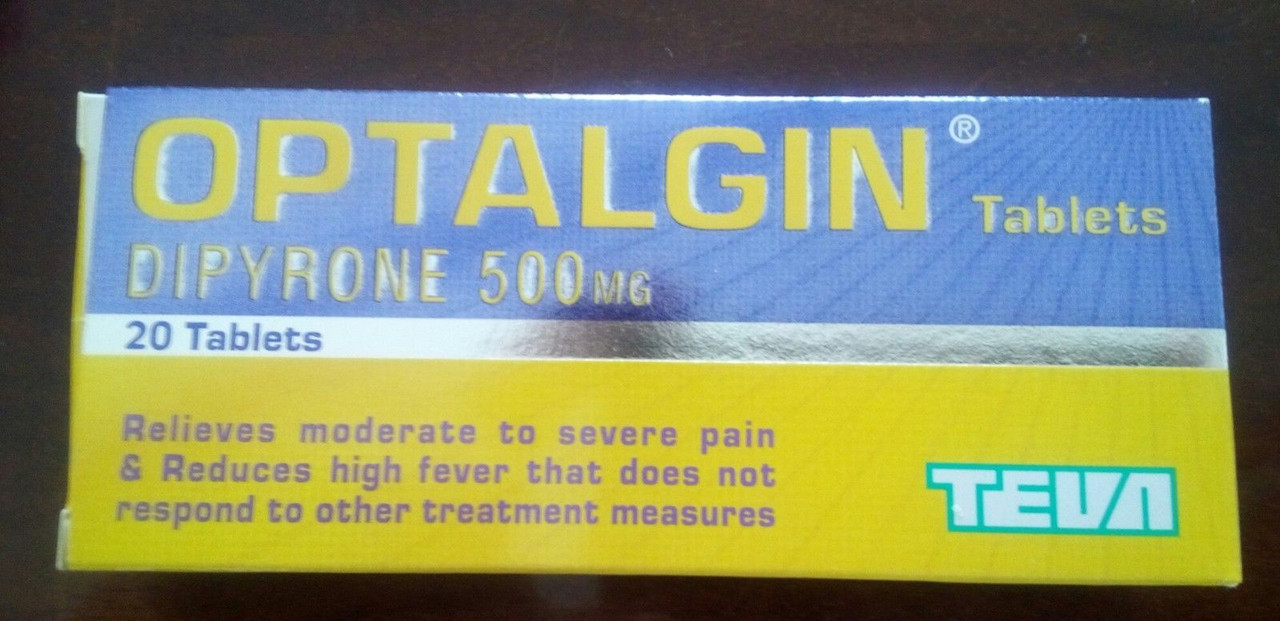 OPTALGIN® Tablets
DIPYRONE 500MG
20 Tablets
Relieves moderate to severe pain
& Reduces high fever that does not
respond to other treatment measures
TEVA